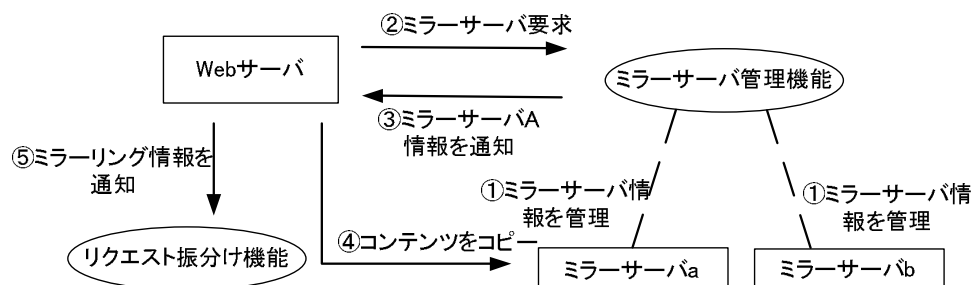 ②ミラーサーバ要求
Webサーバ
ミラーサーバ管理機能
③ミラーサーバA
情報を通知
⑤ミラーリング情報を
通知
①ミラーサーバ情
報を管理
①ミラーサーバ情
報を管理
④コンテンツをコピー
リクエスト振分け機能
ミラーサーバa
ミラーサーバb